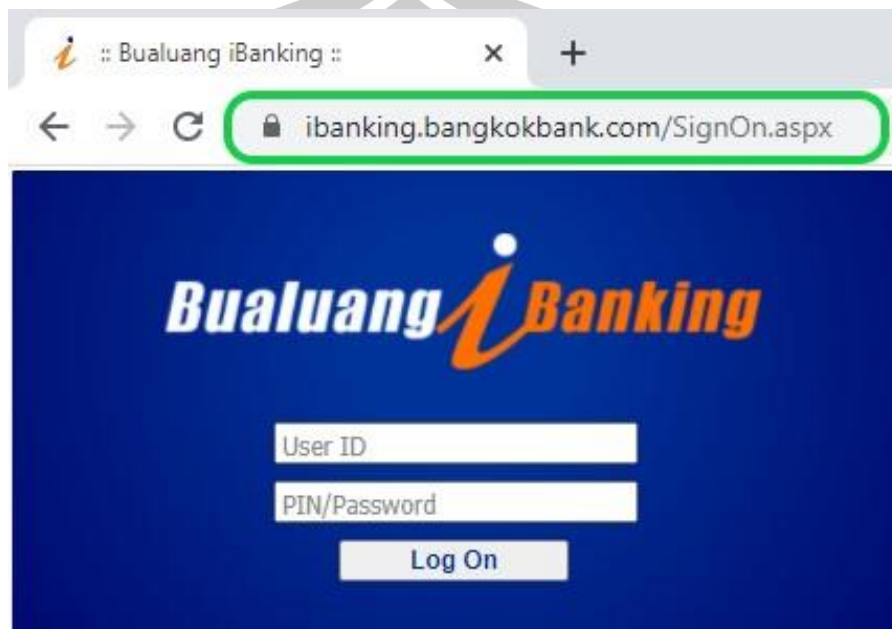 :: Bualuang iBanking ::
ibanking.bangkokbank.com/SignOn.aspx
Bualuang iBanking
User ID
PIN/Password
Log On